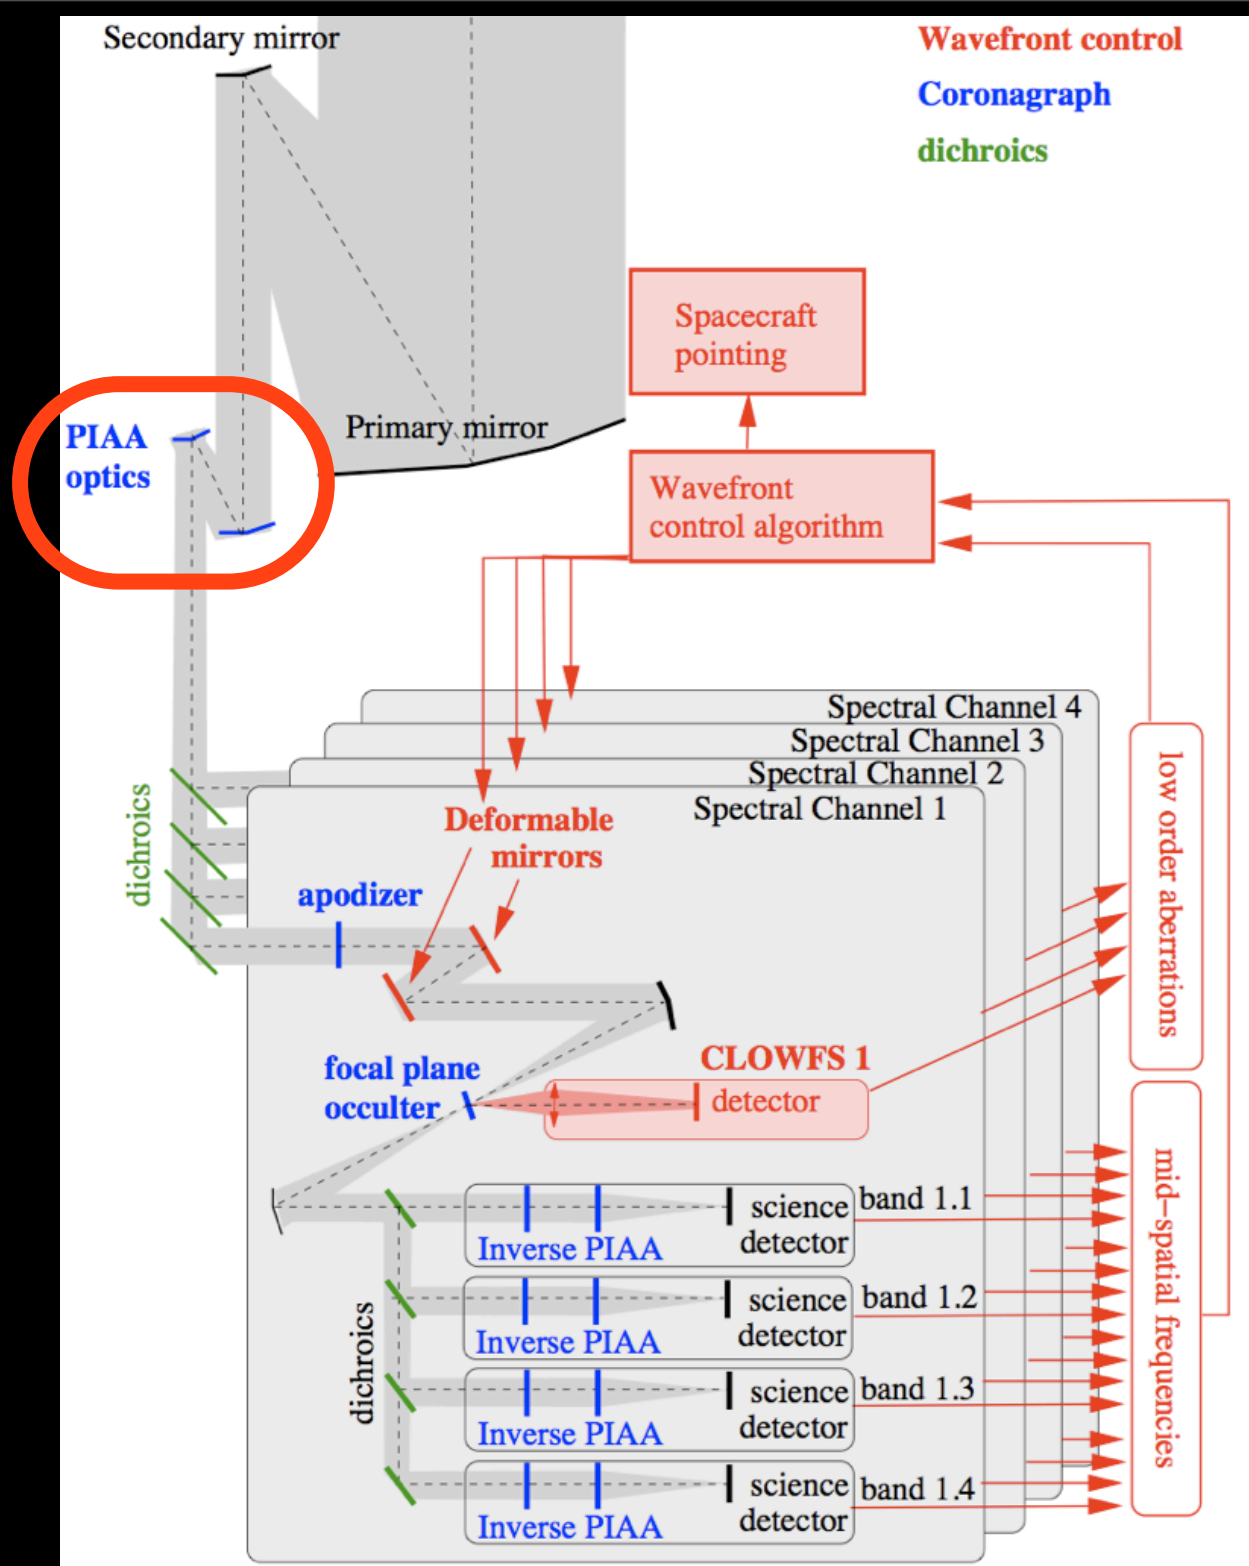 Secondary mirror
Wavefront control
Coronagraph
dichroics
Spacecraft
pointing
PIAA
optics
Primary mirror
Wavefront
control algorithm
Spectral Channel 4
Spectral Channel 3
Spectral Channel 2
Spectral Channel 1
low order aberrations
dichroics
Deformable
mirrors
apodizer
focal plane
occulter
CLOWFS 1
detector
mid-spatial frequencies
dichroics
science
detector
band 1.1
Inverse PIAA
science
detector
band 1.2
Inverse PIAA
science
detector
band 1.3
Inverse PIAA
science
detector
band 1.4
Inverse PIAA